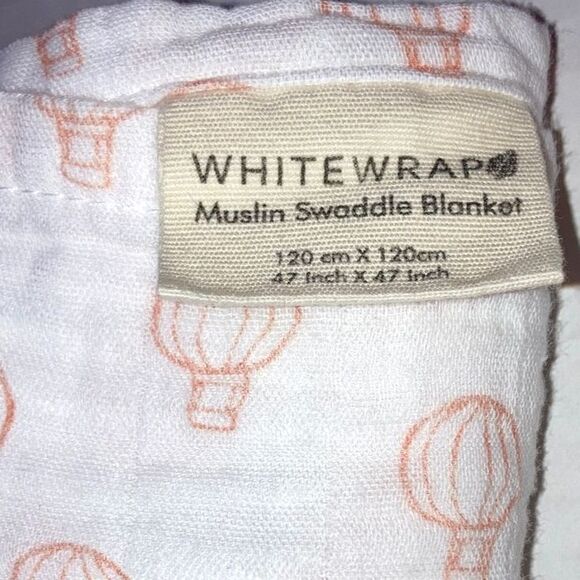 WHITEWRAP
Muslin Swaddle Blanket
120 cm X 120cm
47 Inch X 47 Inch